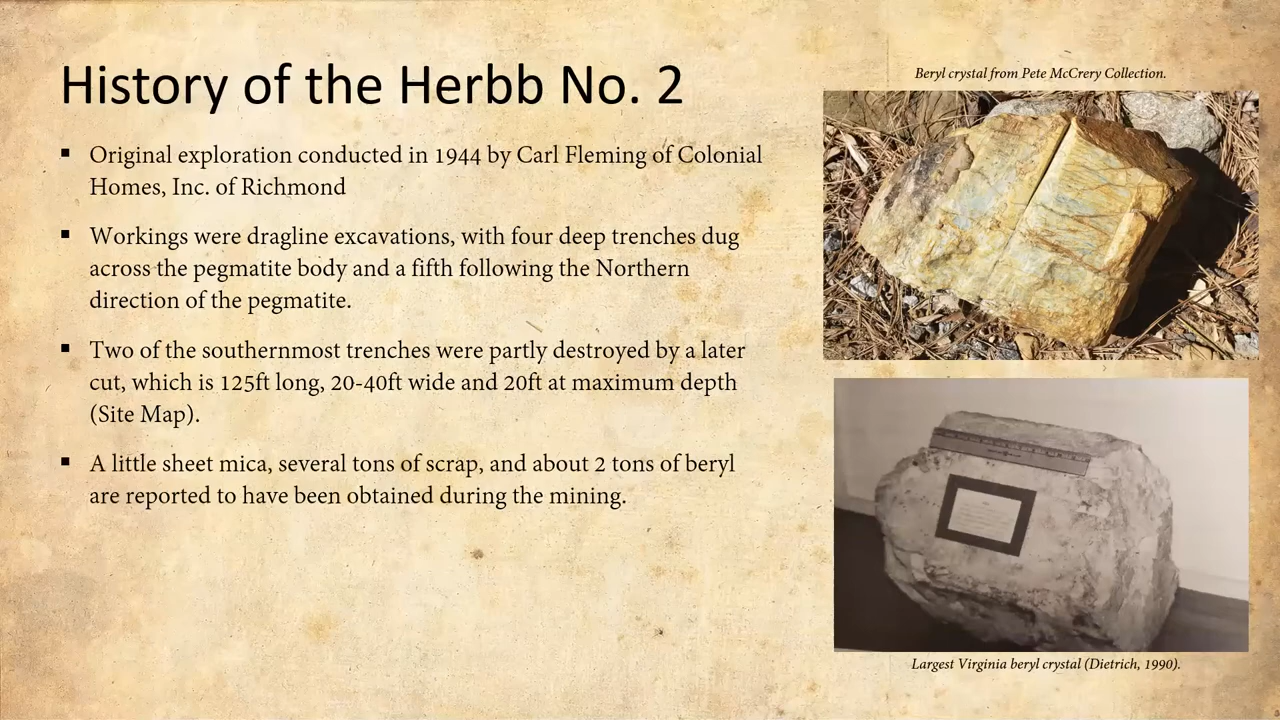 History of the Herbb No. 2
▪ Original exploration conducted in 1944 by Carl Fleming of Colonial
Homes, Inc. of Richmond
▪ Workings were dragline excavations, with four deep trenches dug
across the pegmatite body and a fifth following the Northern
direction of the pegmatite.
▪ Two of the southernmost trenches were partly destroyed by a later
cut, which is 125ft long, 20-40ft wide and 20ft at maximum depth
(Site Map).
▪ A little sheet mica, several tons of scrap, and about 2 tons of beryl
are reported to have been obtained during the mining.
Beryl crystal from Pete McCrery Collection.
Largest Virginia beryl crystal (Dietrich, 1990).